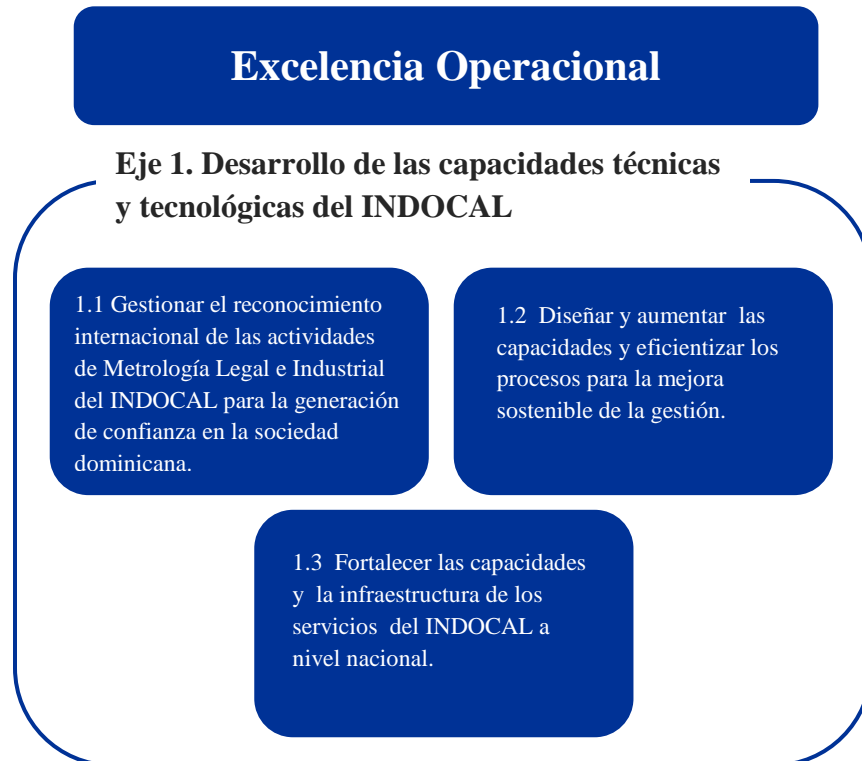 Excelencia Operacional
Eje 1. Desarrollo de las capacidades técnicas
y tecnológicas del INDOCAL
1.1 Gestionar el reconocimiento
internacional de las actividades
de Metrología Legal e Industrial
del INDOCAL para la generación
de confianza en la sociedad
dominicana.
1.2 Diseñar y aumentar las
capacidades y eficientizar los
procesos para la mejora
sostenible de la gestión.
1.3 Fortalecer las capacidades
y la infraestructura de los
servicios del INDOCAL a
nivel nacional.